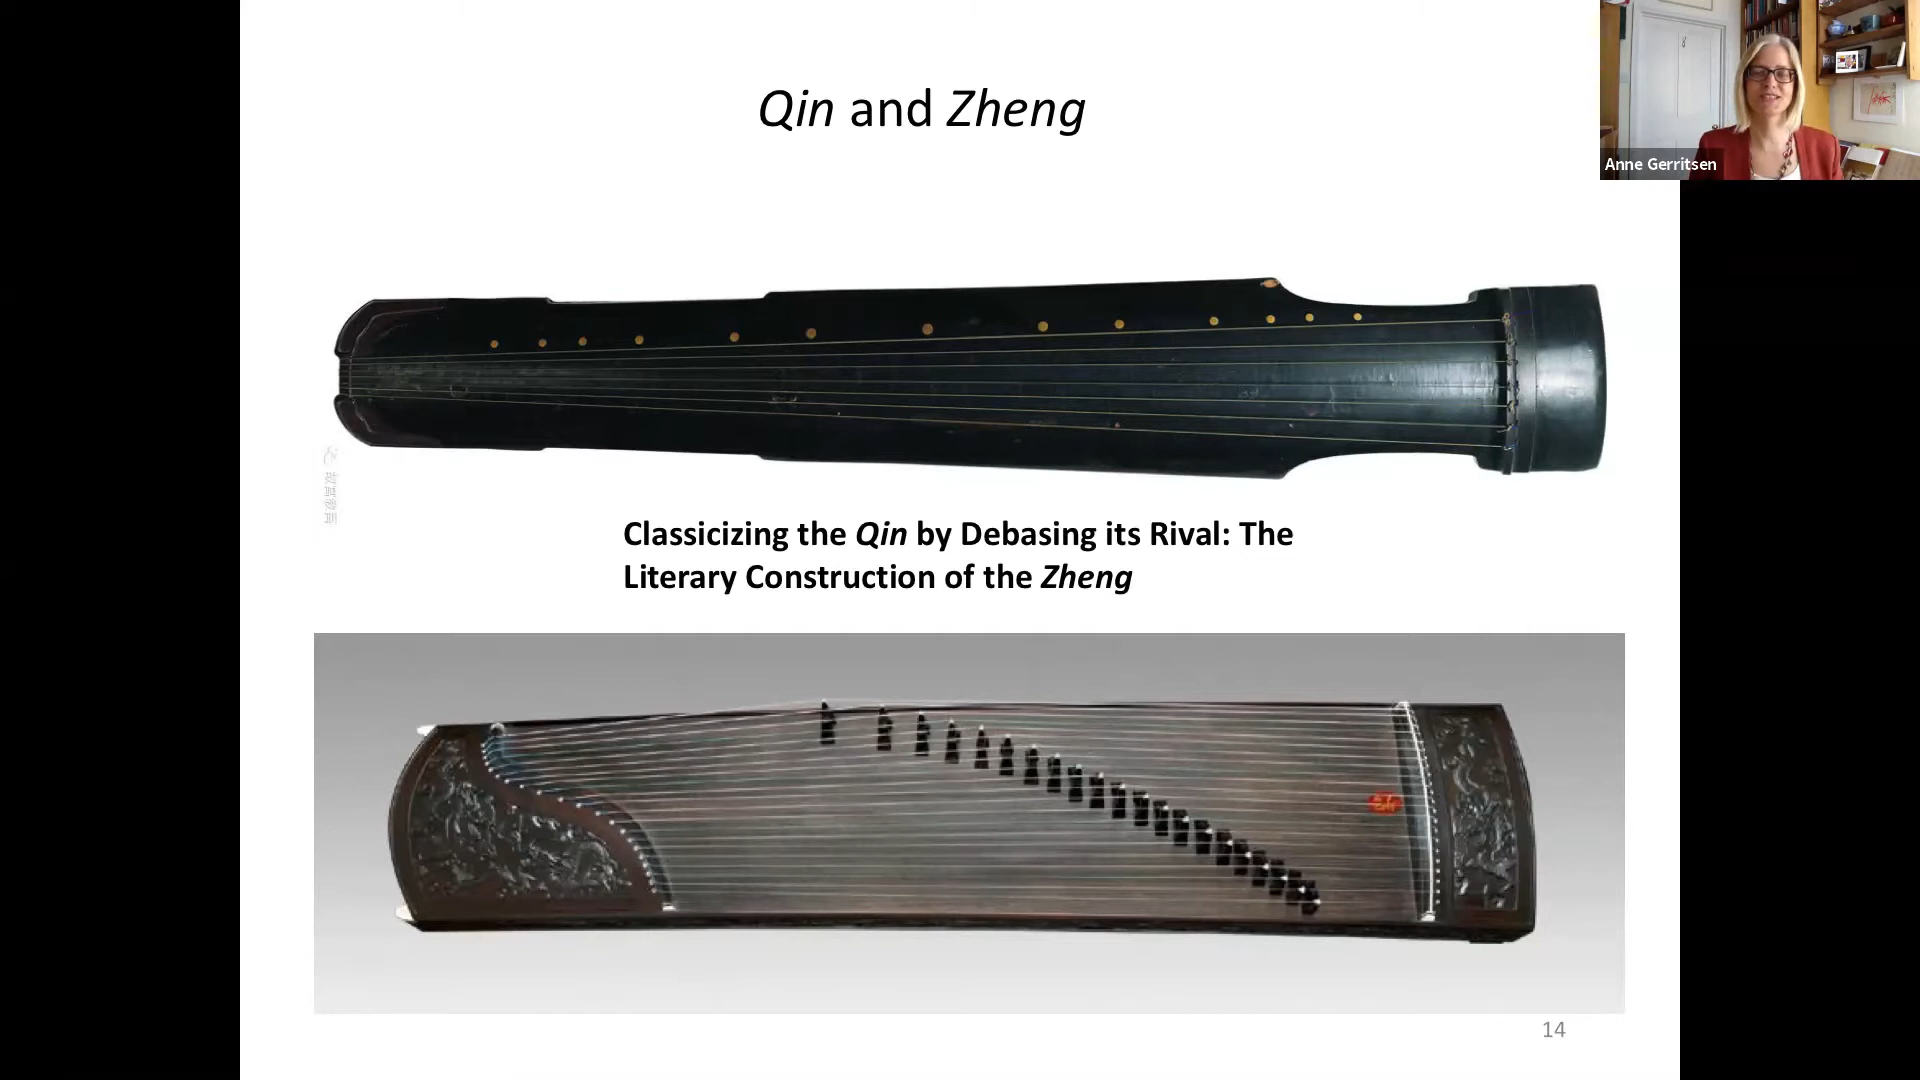 Qin and Zheng
Anne Gerritsen
Classicizing the Qin by Debasing its Rival: The
Literary Construction of the Zheng
14